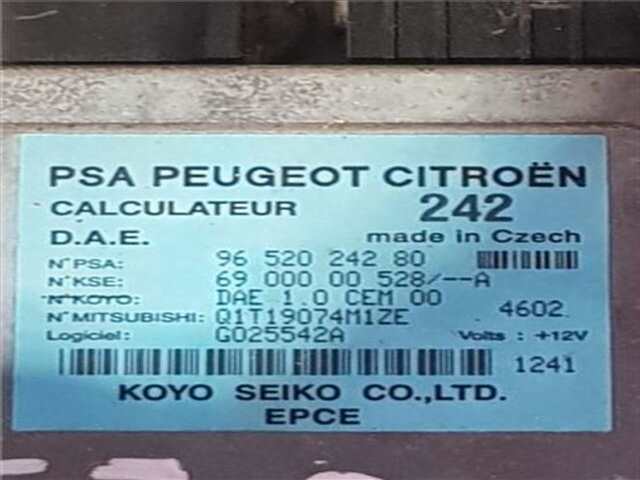 PSA PEUGEOT CITROËN
CALCULATEUR 242
D.A.E. made in Czech
N°PSA: 96 520 242 80
N°KSE: 69 000 00 528/--A
N°KOYO: DAE 1.0 CEM 00
N°MITSUBISHI: Q1T19074M1ZE 4602
Logiciel: G025542A Volts : +12V
1241
KOYO SEIKO CO.,LTD.
EPCE